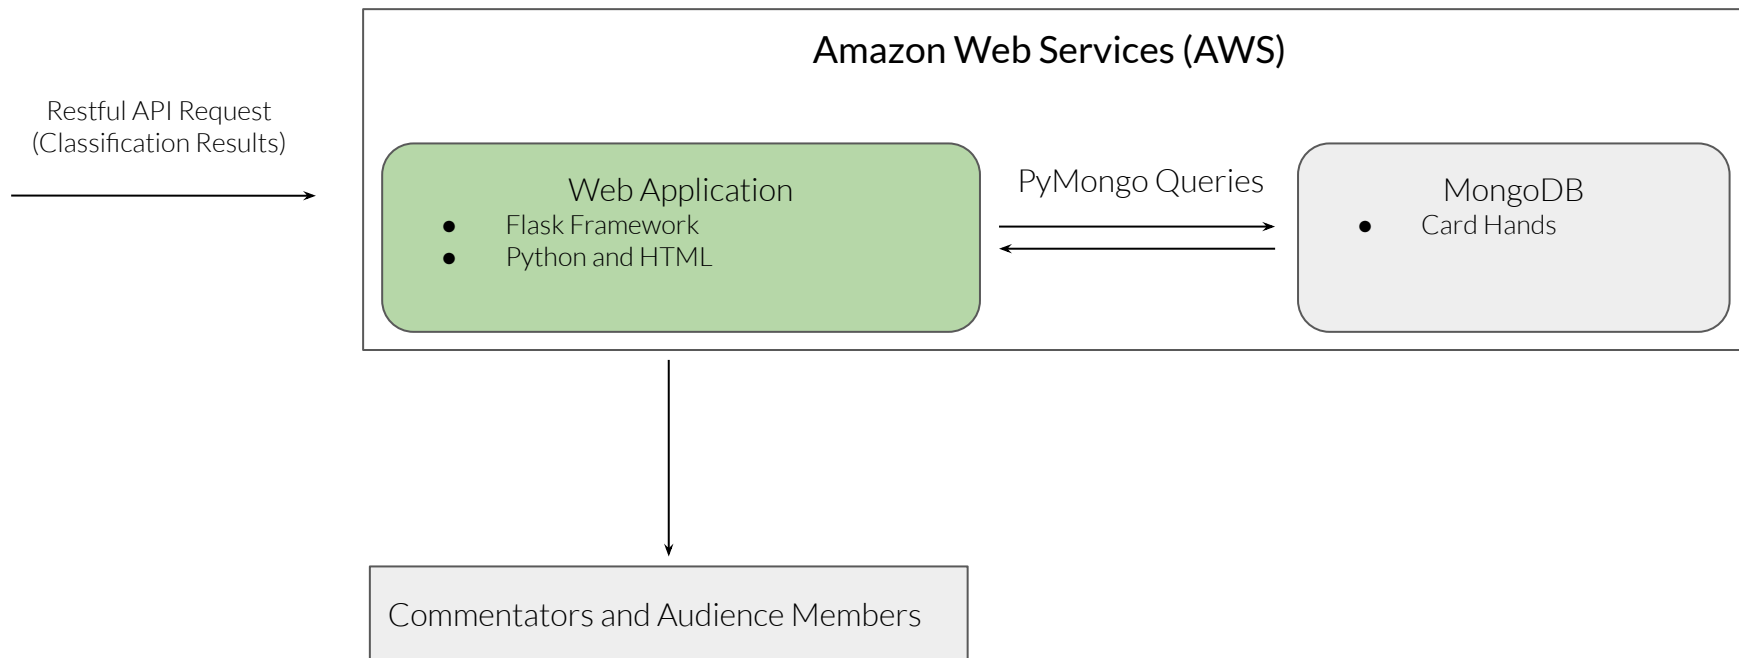 Amazon Web Services (AWS)
Restful API Request
(Classification Results)
Web Application
● Flask Framework
● Python and HTML
PyMongo Queries
MongoDB
● Card Hands
Commentators and Audience Members